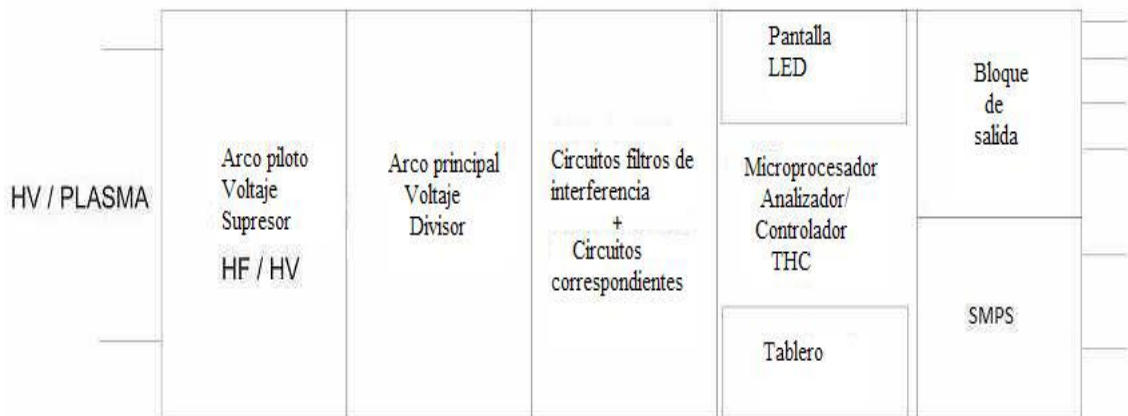 HV / PLASMA
Arco piloto
Voltaje
Supresor
HF / HV
Arco principal
Voltaje
Divisor
Circuitos filtros de
interferencia
+
Circuitos
correspondientes
Pantalla
LED
Microprocesador
Analizador/
Controlador
THC
Tablero
Bloque
de
salida
SMPS